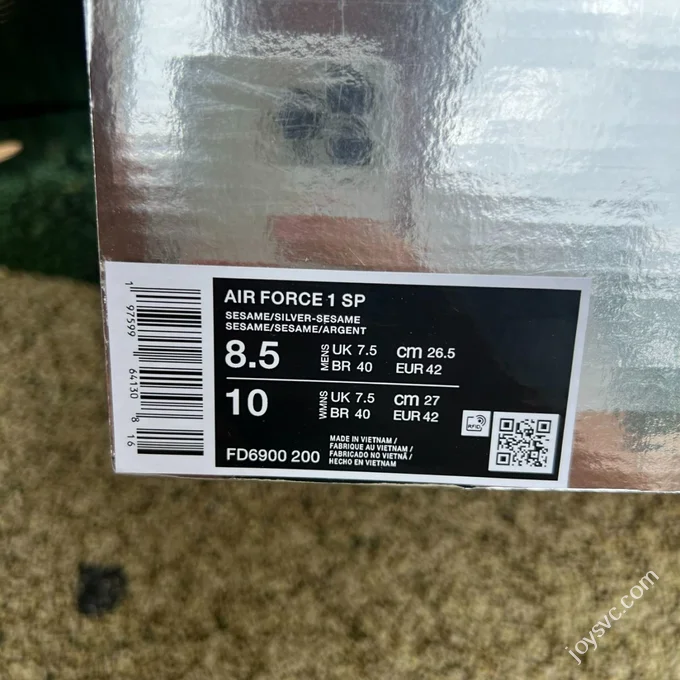 AIR FORCE 1 SP
SESAME/SILVER-SESAME
SESAME/SESAME/ARGENT
8.5 MENS UK 7.5 cm 26.5
BR 40 EUR 42
10 WMNS UK 7.5 cm 27
BR 40 EUR 42
FD6900 200
MADE IN VIETNAM /
FABRIQUE AU VIETNAM /
FABRICADO NO VIETNÃ /
HECHO EN VIETNAM
RFID
1 97599 64130 8 16
joysvc.com